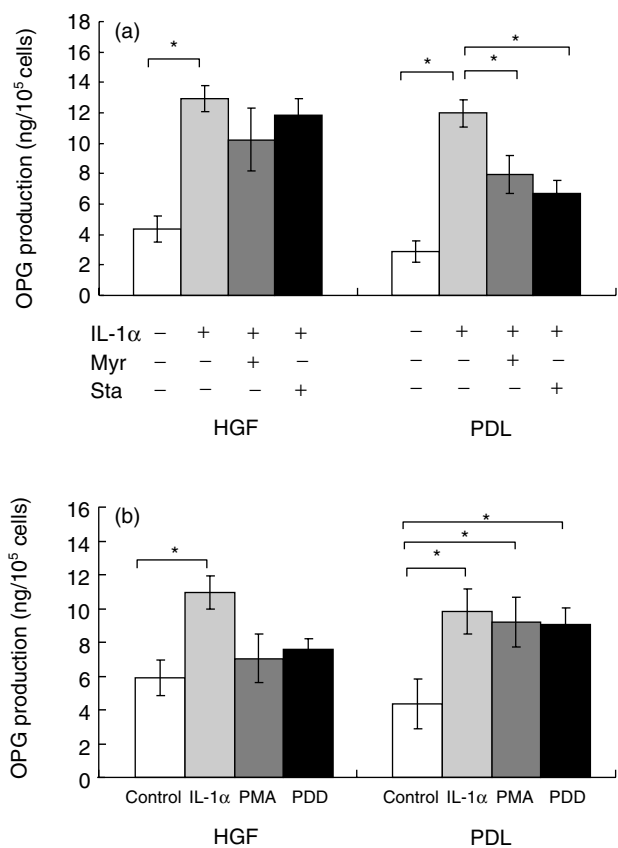 (a)
OPG production (ng/10⁵ cells)
18
16
14
12
10
8
6
4
2
0
* * * *
IL-1α − + + + − + + +
Myr − − + − − − + −
Sta − − − + − − − +
HGF PDL
(b)
OPG production (ng/10⁵ cells)
16
14
12
10
8
6
4
2
0
* * * *
Control IL-1α PMA PDD Control IL-1α PMA PDD
HGF PDL